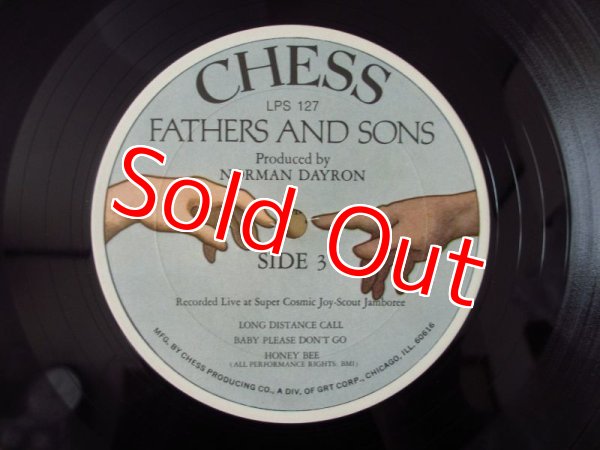 CHESS
LPS 127
FATHERS AND SONS
Produced by
NORMAN DAYRON
Sold Out
SIDE 3
Recorded Live at Super Cosmic Joy-Scout Jamboree
LONG DISTANCE CALL
BABY PLEASE DON'T GO
HONEY BEE
(ALL PERFORMANCE RIGHTS: BMI)
MFG. BY CHESS PRODUCING CO., A DIV. OF GRT CORP., CHICAGO, ILL. 60616